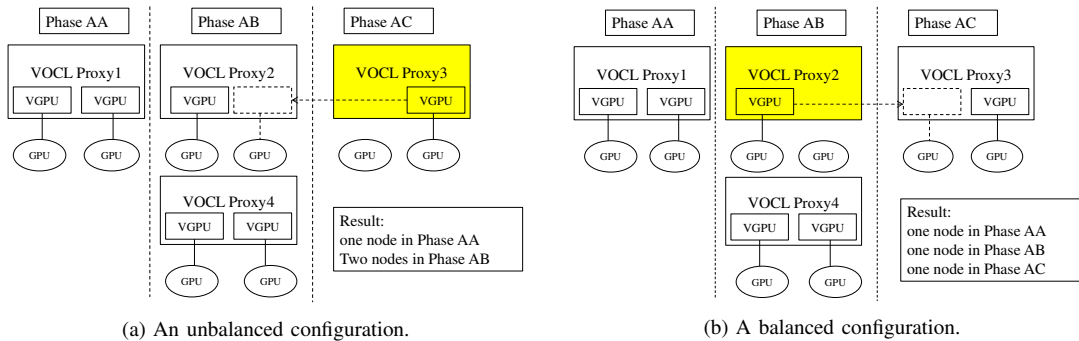 Phase AA
Phase AB
Phase AC
VOCL Proxy1
VOCL Proxy2
VOCL Proxy3
VGPU
VGPU
VGPU
VGPU
GPU
GPU
GPU
GPU
GPU
GPU
VOCL Proxy4
VGPU
VGPU
GPU
GPU
Result:
one node in Phase AA
Two nodes in Phase AB
(a) An unbalanced configuration.
Phase AA
Phase AB
Phase AC
VOCL Proxy1
VOCL Proxy2
VOCL Proxy3
VGPU
VGPU
VGPU
VGPU
GPU
GPU
GPU
GPU
GPU
GPU
VOCL Proxy4
VGPU
VGPU
GPU
GPU
Result:
one node in Phase AA
one node in Phase AB
one node in Phase AC
(b) A balanced configuration.